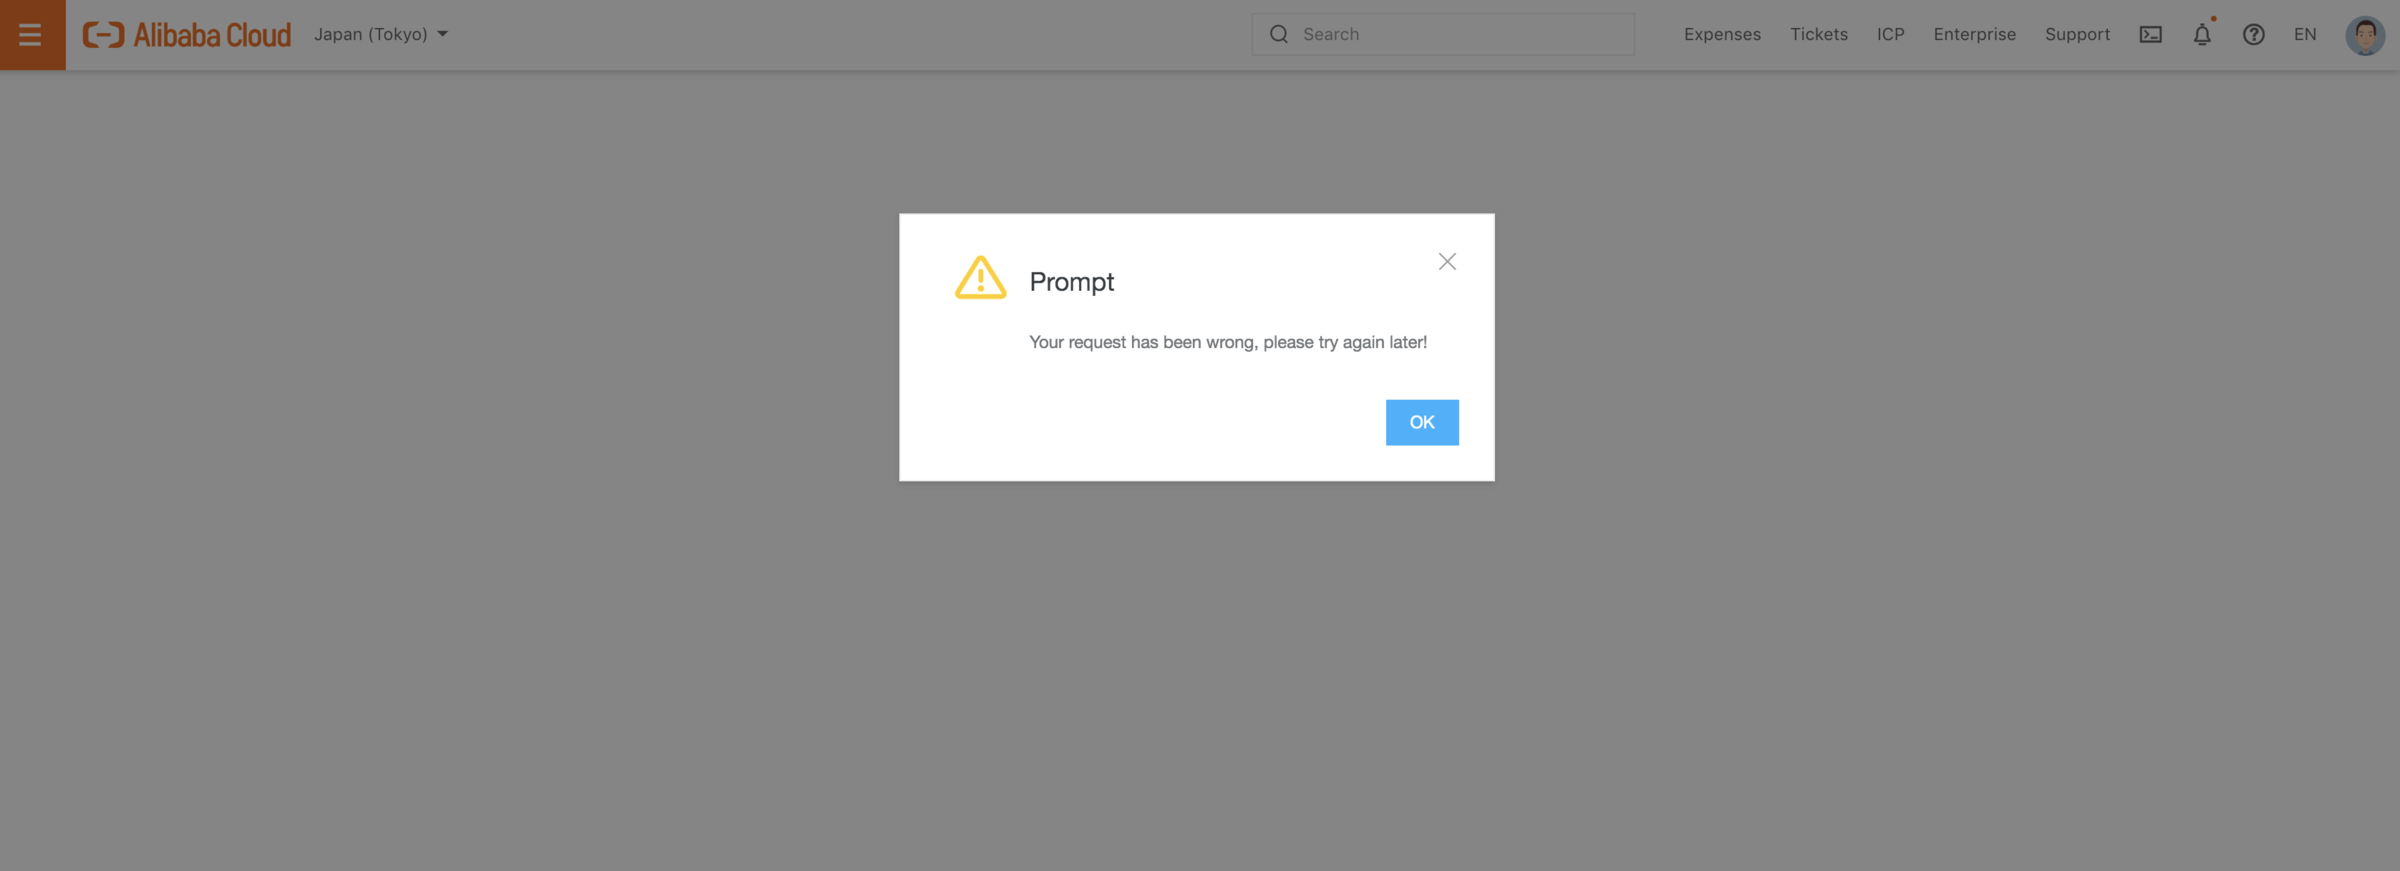 Alibaba Cloud Japan (Tokyo) Search Expenses Tickets ICP Enterprise Support EN
Prompt
Your request has been wrong, please try again later!
OK